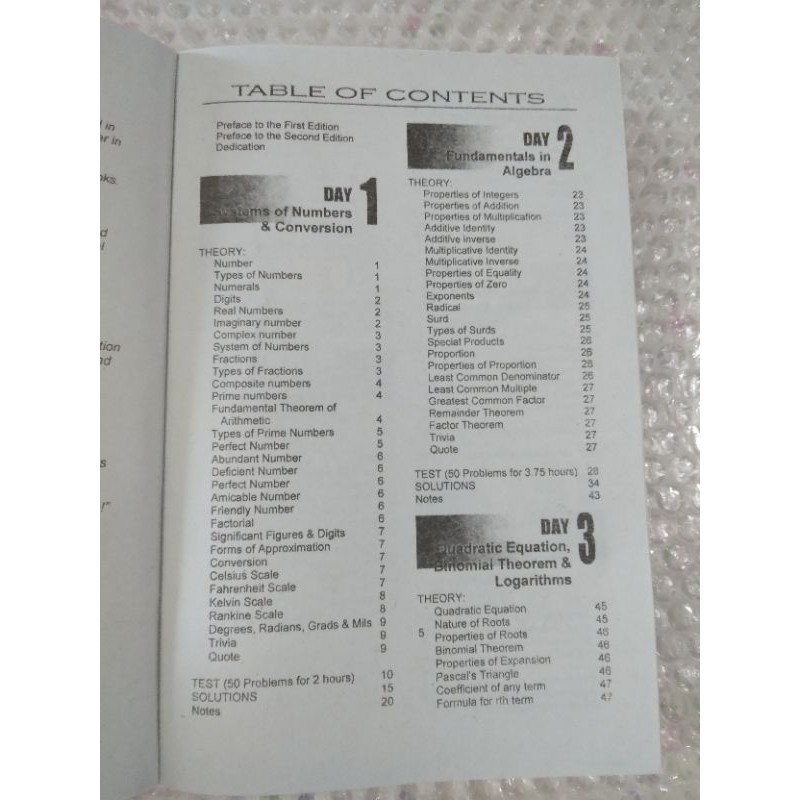 l in
er in
oks.
d
tion
nd
s
r"
TABLE OF CONTENTS
Preface to the First Edition
Preface to the Second Edition
Dedication
DAY 1
Systems of Numbers
& Conversion
THEORY:
Number 1
Types of Numbers 1
Numerals 1
Digits 2
Real Numbers 2
Imaginary number 2
Complex number 3
System of Numbers 3
Fractions 3
Types of Fractions 3
Composite numbers 4
Prime numbers 4
Fundamental Theorem of
Arithmetic 4
Types of Prime Numbers 5
Perfect Number 5
Abundant Number 6
Deficient Number 6
Perfect Number 6
Amicable Number 6
Friendly Number 6
Factorial 6
Significant Figures & Digits 7
Forms of Approximation 7
Conversion 7
Celsius Scale 7
Fahrenheit Scale 7
Kelvin Scale 8
Rankine Scale 8
Degrees, Radians, Grads & Mils 9
Trivia 9
Quote 9
TEST (50 Problems for 2 hours) 10
SOLUTIONS 15
Notes 20
DAY 2
Fundamentals in
Algebra
THEORY:
Properties of Integers 23
Properties of Addition 23
Properties of Multiplication 23
Additive Identity 23
Additive inverse 23
Multiplicative Identity 24
Multiplicative Inverse 24
Properties of Equality 24
Properties of Zero 24
Exponents 24
Radical 25
Surd 25
Types of Surds 25
Special Products 26
Proportion 26
Properties of Proportion 26
Least Common Denominator 26
Least Common Multiple 27
Greatest Common Factor 27
Remainder Theorem 27
Factor Theorem 27
Trivia 27
Quote 27
TEST (50 Problems for 3.75 hours) 28
SOLUTIONS 34
Notes 43
DAY 3
Quadratic Equation,
Binomial Theorem &
Logarithms
THEORY:
Quadratic Equation 45
Nature of Roots 45
5 Properties of Roots 46
Binomial Theorem 46
Properties of Expansion 46
Pascal's Triangle 46
Coefficient of any term 47
Formula for rth term 47